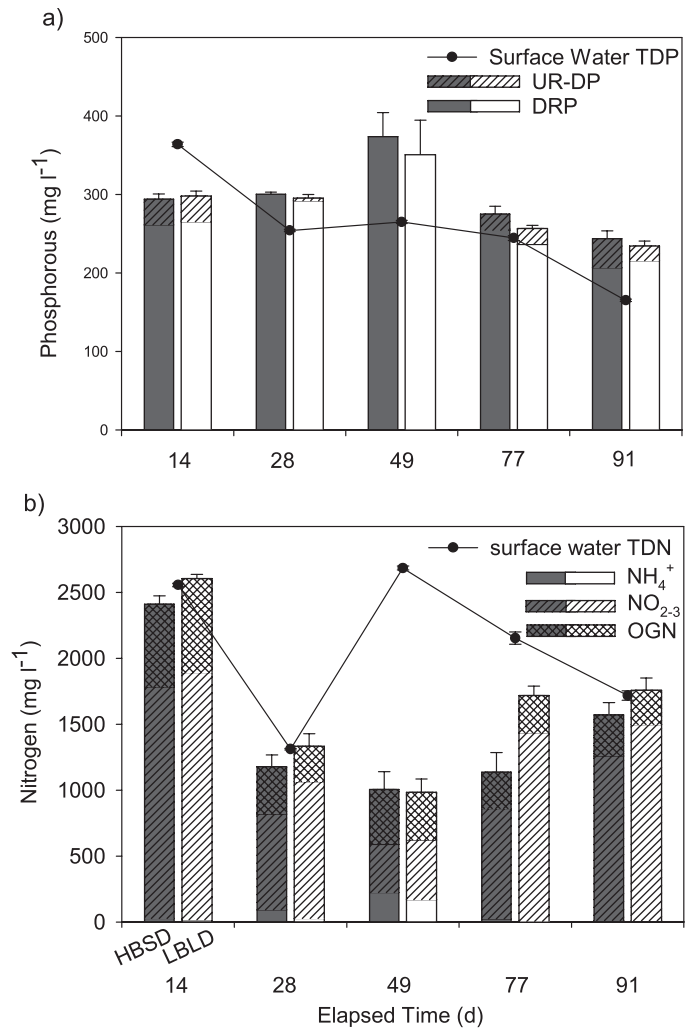 a)
500
400
300
200
100
0
Phosphorous (mg l-1)
Surface Water TDP
UR-DP
DRP
14 28 49 77 91
b)
3000
2500
2000
1500
1000
500
0
Nitrogen (mg l-1)
surface water TDN
NH4+
NO2-3
OGN
HBSD LBLD
14 28 49 77 91
Elapsed Time (d)